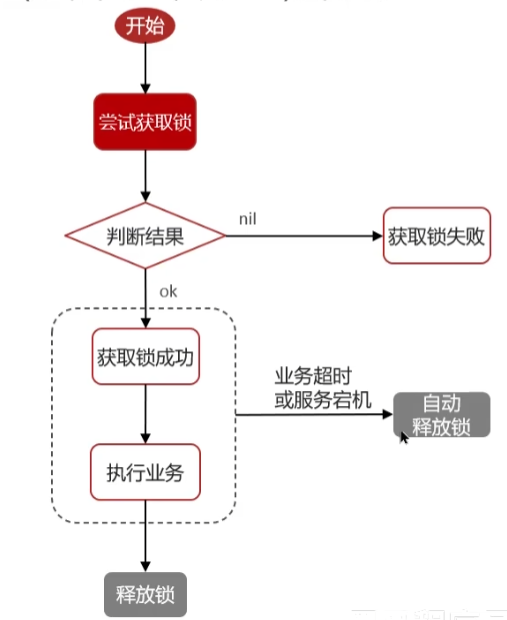 开始
尝试获取锁
判断结果
nil
获取锁失败
ok
获取锁成功
业务超时
或服务宕机
自动
释放锁
执行业务
释放锁